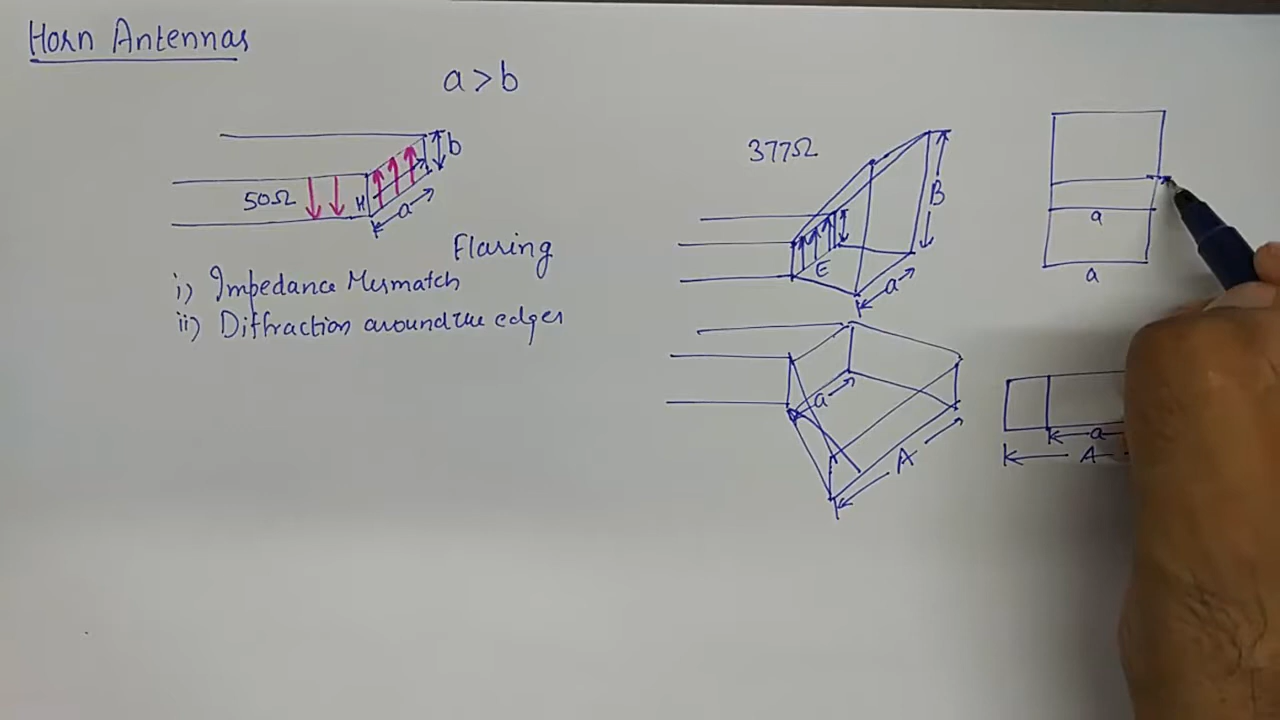 Horn Antennas
a > b
b
50Ω
H
a
Flaring
i) Impedance Mismatch
ii) Diffraction around the edges
377Ω
B
E
a
a
A
a
a
a
A